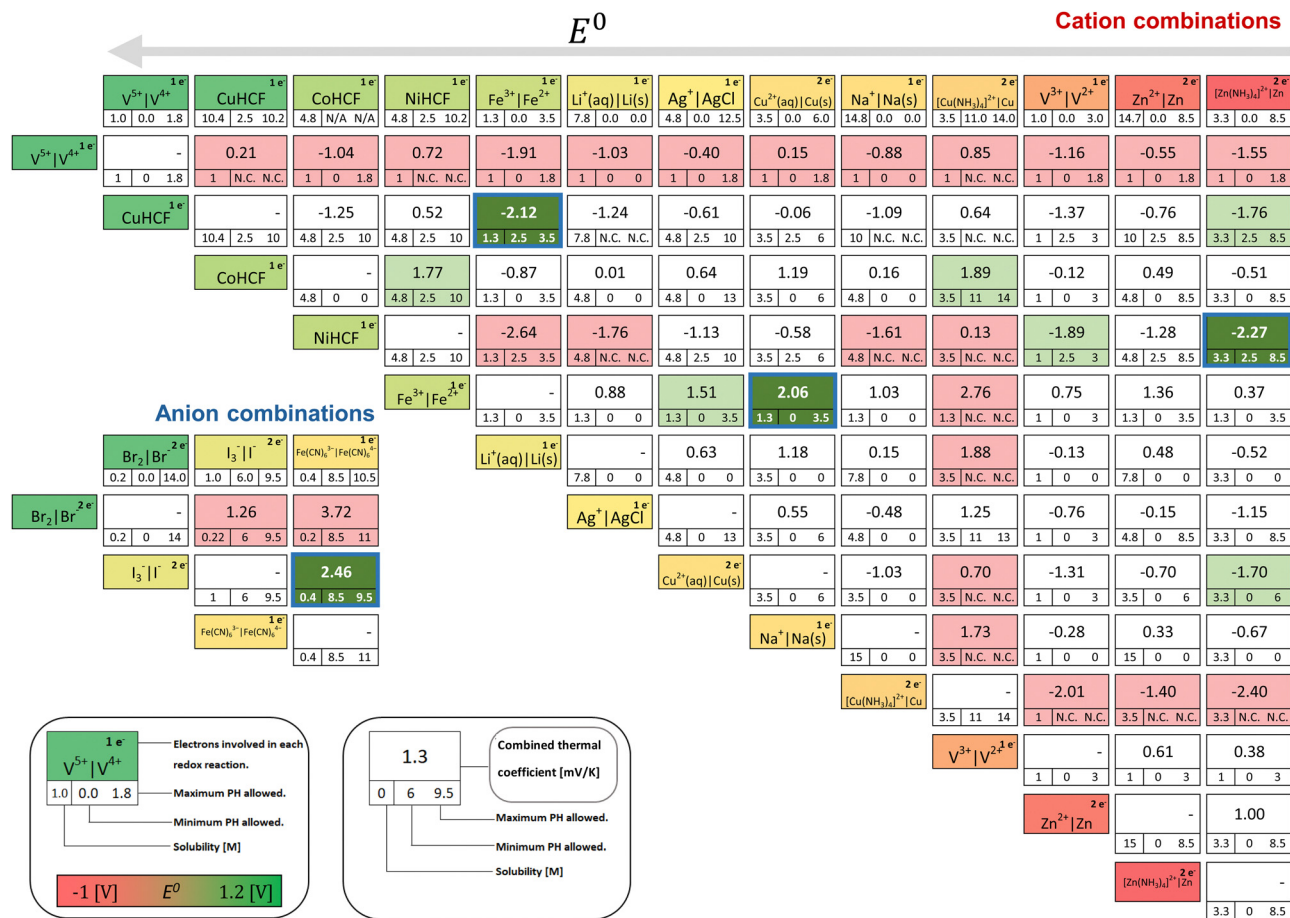 E⁰
Cation combinations
1 e⁻ 1 e⁻ 1 e⁻ 1 e⁻ 1 e⁻ 1 e⁻ 1 e⁻ 2 e⁻ 1 e⁻ 2 e⁻ 1 e⁻ 2 e⁻ 2 e⁻
V⁵⁺|V⁴⁺ CuHCF CoHCF NiHCF Fe³⁺|Fe²⁺ Li⁺(aq)|Li(s) Ag⁺|AgCl Cu²⁺(aq)|Cu(s) Na⁺|Na(s) [Cu(NH₃)₄]²⁺|Cu V³⁺|V²⁺ Zn²⁺|Zn [Zn(NH₃)₄]²⁺|Zn
1.0 0.0 1.8 10.4 2.5 10.2 4.8 N/A N/A 4.8 2.5 10.2 1.3 0.0 3.5 7.8 0.0 0.0 4.8 0.0 12.5 3.5 0.0 6.0 14.8 0.0 0.0 3.5 11.0 14.0 1.0 0.0 3.0 14.7 0.0 8.5 3.3 0.0 8.5
V⁵⁺|V⁴⁺ 1 e⁻ - 0.21 -1.04 0.72 -1.91 -1.03 -0.40 0.15 -0.88 0.85 -1.16 -0.55 -1.55
1 0 1.8 1 N.C. N.C. 1 0 1.8 1 N.C. N.C. 1 0 1.8 1 0 0 1 0 1.8 1 0 1.8 1 0 0 1 N.C. N.C. 1 0 1.8 1 0 1.8 1 0 1.8
CuHCF 1 e⁻ - -1.25 0.52 -2.12 -1.24 -0.61 -0.06 -1.09 0.64 -1.37 -0.76 -1.76
10.4 2.5 10 4.8 2.5 10 4.8 2.5 10 1.3 2.5 3.5 7.8 N.C. N.C. 4.8 2.5 10 3.5 2.5 6 10 N.C. N.C. 3.5 N.C. N.C. 1 2.5 3 10 2.5 8.5 3.3 2.5 8.5
CoHCF 1 e⁻ - 1.77 -0.87 0.01 0.64 1.19 0.16 1.89 -0.12 0.49 -0.51
4.8 0 0 4.8 2.5 10 1.3 0 3.5 4.8 0 0 4.8 0 13 3.5 0 6 4.8 0 0 3.5 11 14 1 0 3 4.8 0 8.5 3.3 0 8.5
NiHCF 1 e⁻ - -2.64 -1.76 -1.13 -0.58 -1.61 0.13 -1.89 -1.28 -2.27
4.8 2.5 10 1.3 2.5 3.5 4.8 N.C. N.C. 4.8 2.5 10 3.5 2.5 6 4.8 N.C. N.C. 3.5 N.C. N.C. 1 2.5 3 4.8 2.5 8.5 3.3 2.5 8.5
Fe³⁺|Fe²⁺ 1 e⁻ - 0.88 1.51 2.06 1.03 2.76 0.75 1.36 0.37
1.3 0 3.5 1.3 0 0 1.3 0 3.5 1.3 0 3.5 1.3 0 0 1.3 N.C. N.C. 1 0 3 1.3 0 3.5 1.3 0 3.5
Li⁺(aq)|Li(s) 1 e⁻ - 0.63 1.18 0.15 1.88 -0.13 0.48 -0.52
7.8 0 0 4.8 0 0 3.5 0 0 7.8 0 0 3.5 N.C. N.C. 1 0 0 7.8 0 0 3.3 0 0
Ag⁺|AgCl 1 e⁻ - 0.55 -0.48 1.25 -0.76 -0.15 -1.15
4.8 0 13 3.5 0 6 4.8 0 0 3.5 11 13 1 0 3 4.8 0 8.5 3.3 0 8.5
Cu²⁺(aq)|Cu(s) 2 e⁻ - -1.03 0.70 -1.31 -0.70 -1.70
3.5 0 6 3.5 0 0 3.5 N.C. N.C. 1 0 3 3.5 0 6 3.3 0 6
Na⁺|Na(s) 1 e⁻ - 1.73 -0.28 0.33 -0.67
15 0 0 3.5 N.C. N.C. 1 0 0 15 0 0 3.3 0 0
[Cu(NH₃)₄]²⁺|Cu 2 e⁻ - -2.01 -1.40 -2.40
3.5 11 14 1 N.C. N.C. 3.5 N.C. N.C. 3.3 N.C. N.C.
V³⁺|V²⁺ 1 e⁻ - 0.61 0.38
1 0 3 1 0 3 1 0 3
Zn²⁺|Zn 2 e⁻ - 1.00
15 0 8.5 3.3 0 8.5
[Zn(NH₃)₄]²⁺|Zn 2 e⁻ -
3.3 0 8.5
Anion combinations
2 e⁻ 2 e⁻ 1 e⁻
Br₂|Br⁻ I₃⁻|I⁻ Fe(CN)₆³⁻|Fe(CN)₆⁴⁻
0.2 0.0 14.0 1.0 6.0 9.5 0.4 8.5 10.5
Br₂|Br⁻ 2 e⁻ - 1.26 3.72
0.2 0 14 0.22 6 9.5 0.2 8.5 11
I₃⁻|I⁻ 2 e⁻ - 2.46
1 6 9.5 0.4 8.5 9.5
Fe(CN)₆³⁻|Fe(CN)₆⁴⁻ 1 e⁻ -
0.4 8.5 11
1 e⁻
V⁵⁺|V⁴⁺
1.0 0.0 1.8
Electrons involved in each
redox reaction.
Maximum PH allowed.
Minimum PH allowed.
Solubility [M]
-1 [V] E⁰ 1.2 [V]
1.3
0 6 9.5
Combined thermal
coefficient [mV/K]
Maximum PH allowed.
Minimum PH allowed.
Solubility [M]